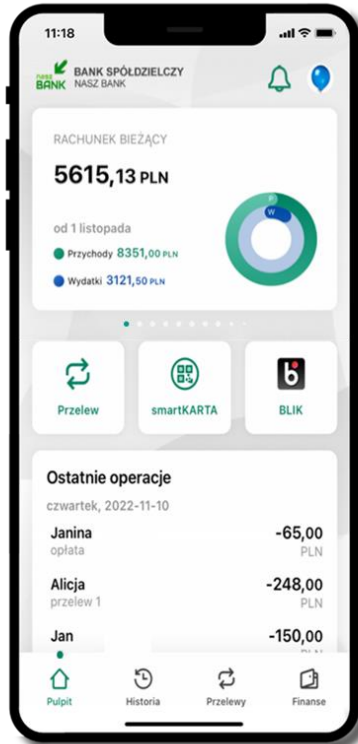 11:18
nasz
BANK
BANK SPÓŁDZIELCZY
NASZ BANK
RACHUNEK BIEŻĄCY
5615,13 PLN
od 1 listopada
Przychody 8351,00 PLN
Wydatki 3121,50 PLN
P
W
Przelew
smartKARTA
b
BLIK
Ostatnie operacje
czwartek, 2022-11-10
Janina -65,00
opłata PLN
Alicja -248,00
przelew 1 PLN
Jan -150,00
Pulpit Historia Przelewy Finanse